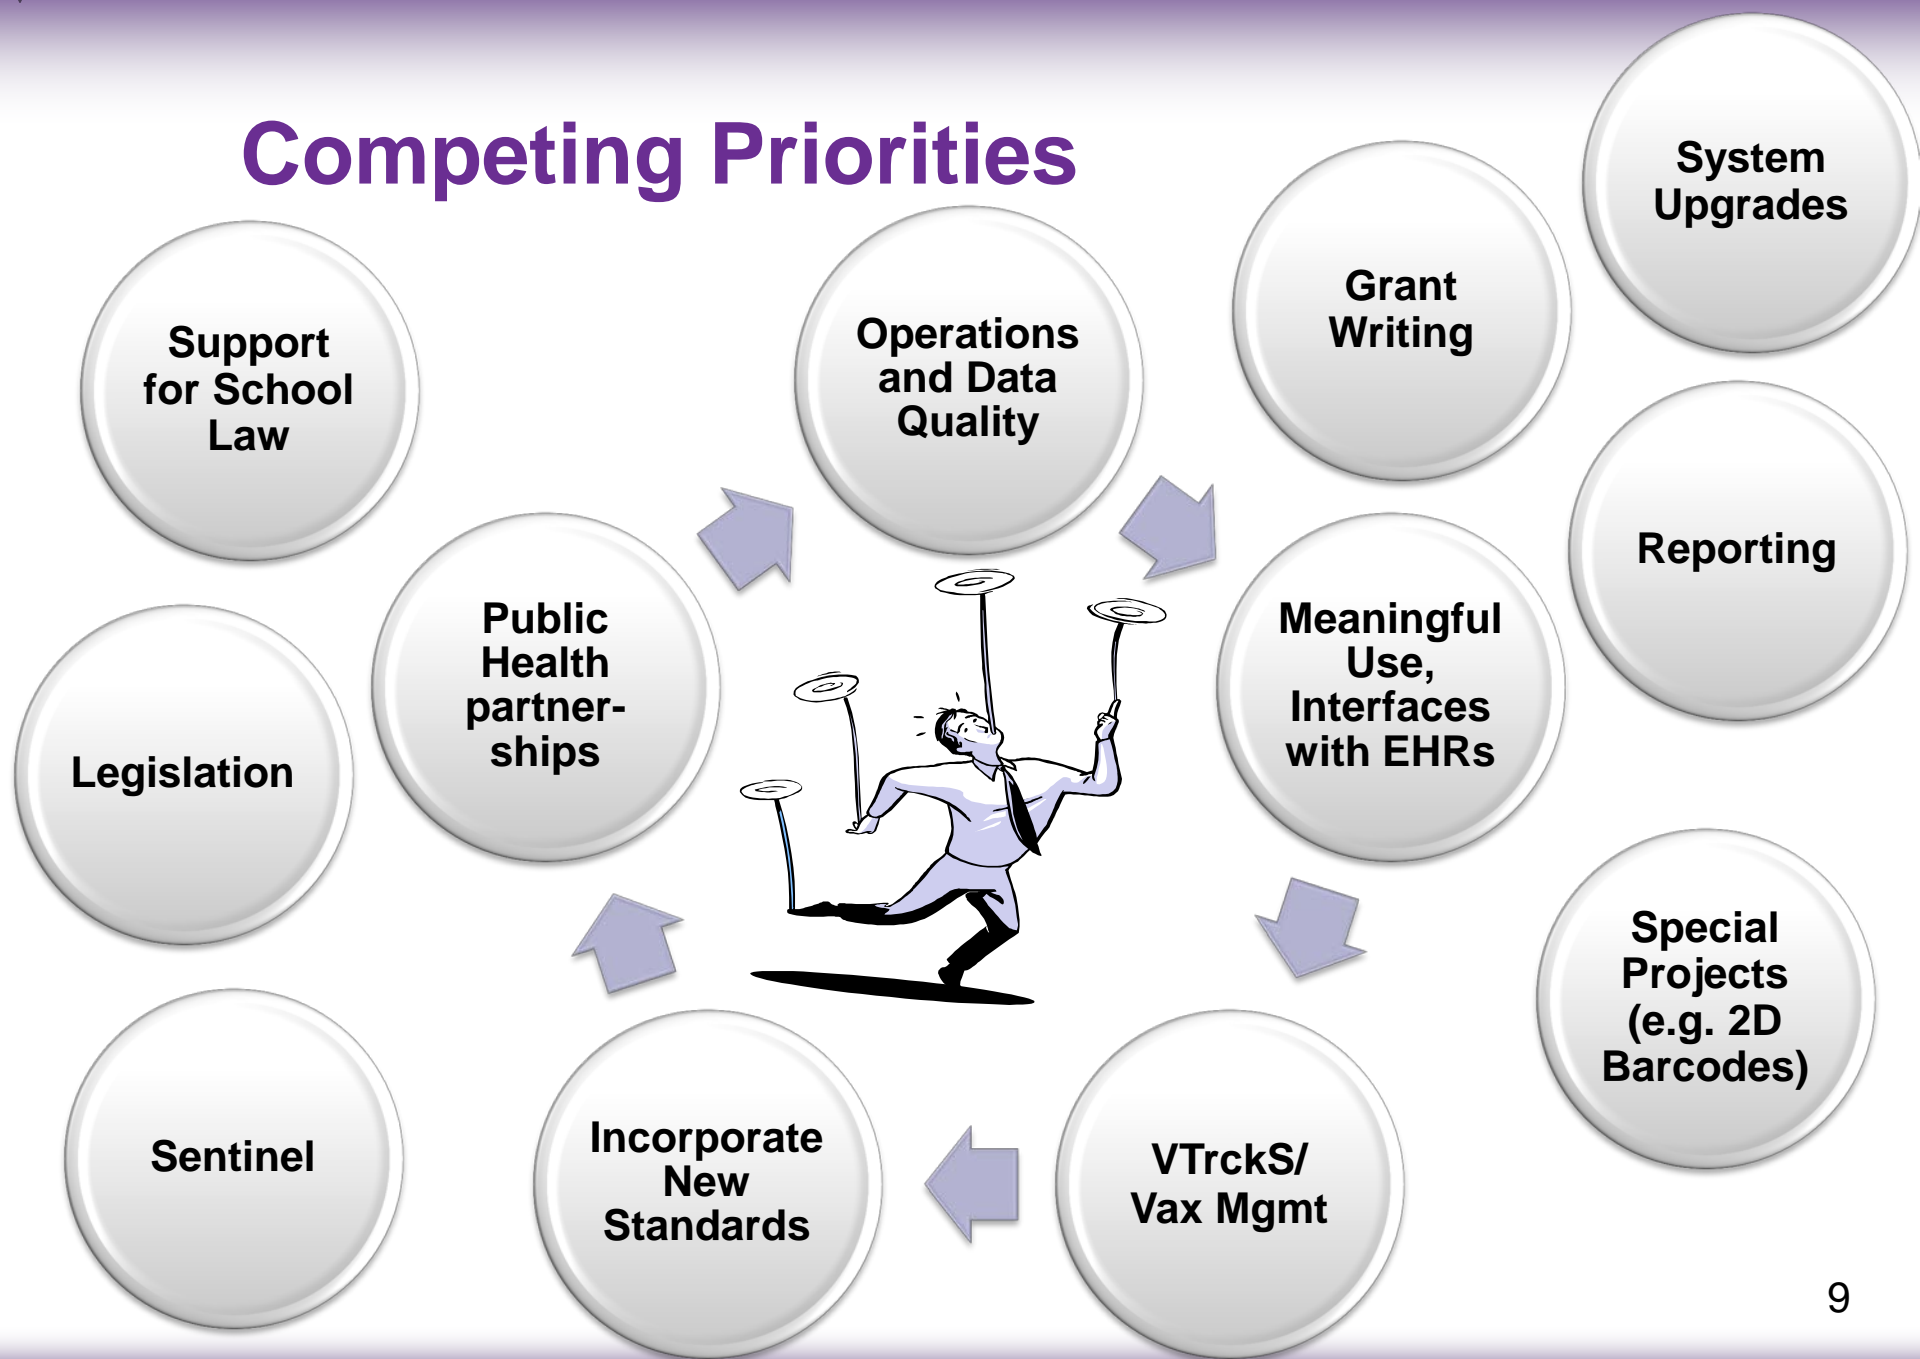 Competing Priorities
System
Upgrades
Grant
Writing
Operations
and Data
Quality
Support
for School
Law
Reporting
Public
Health
partner-
ships
Meaningful
Use,
Interfaces
with EHRs
Legislation
Special
Projects
(e.g. 2D
Barcodes)
Sentinel
Incorporate
New
Standards
VTrckS/
Vax Mgmt
9